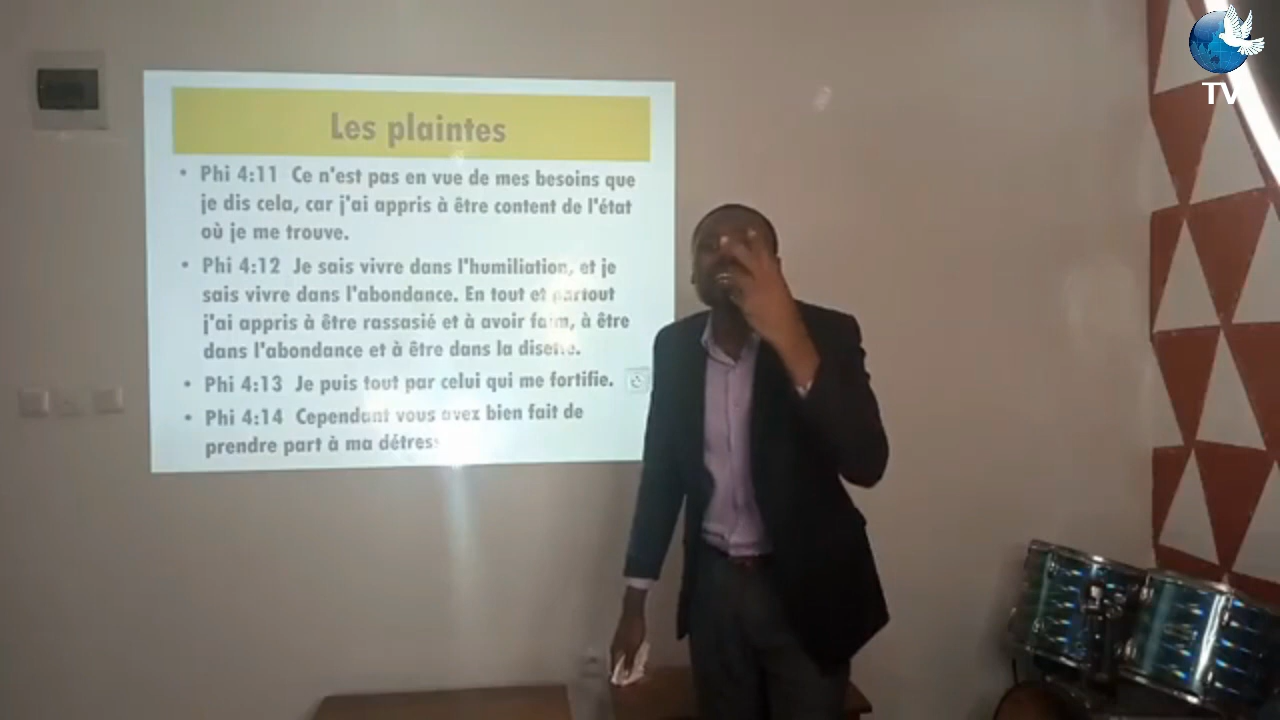 TV
Les plaintes
• Phi 4:11 Ce n'est pas en vue de mes besoins que
je dis cela, car j'ai appris à être content de l'état
où je me trouve.
• Phi 4:12 Je sais vivre dans l'humiliation, et je
sais vivre dans l'abondance. En tout et partout
j'ai appris à être rassasié et à avoir faim, à être
dans l'abondance et à être dans la disette.
• Phi 4:13 Je puis tout par celui qui me fortifie.
• Phi 4:14 Cependant vous avez bien fait de
prendre part à ma détres